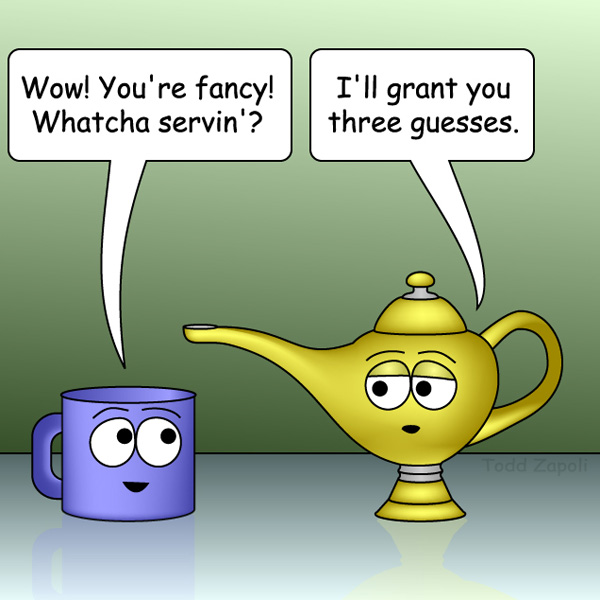 Wow! You're fancy!
Whatcha servin'?
I'll grant you
three guesses.
Todd Zapoli